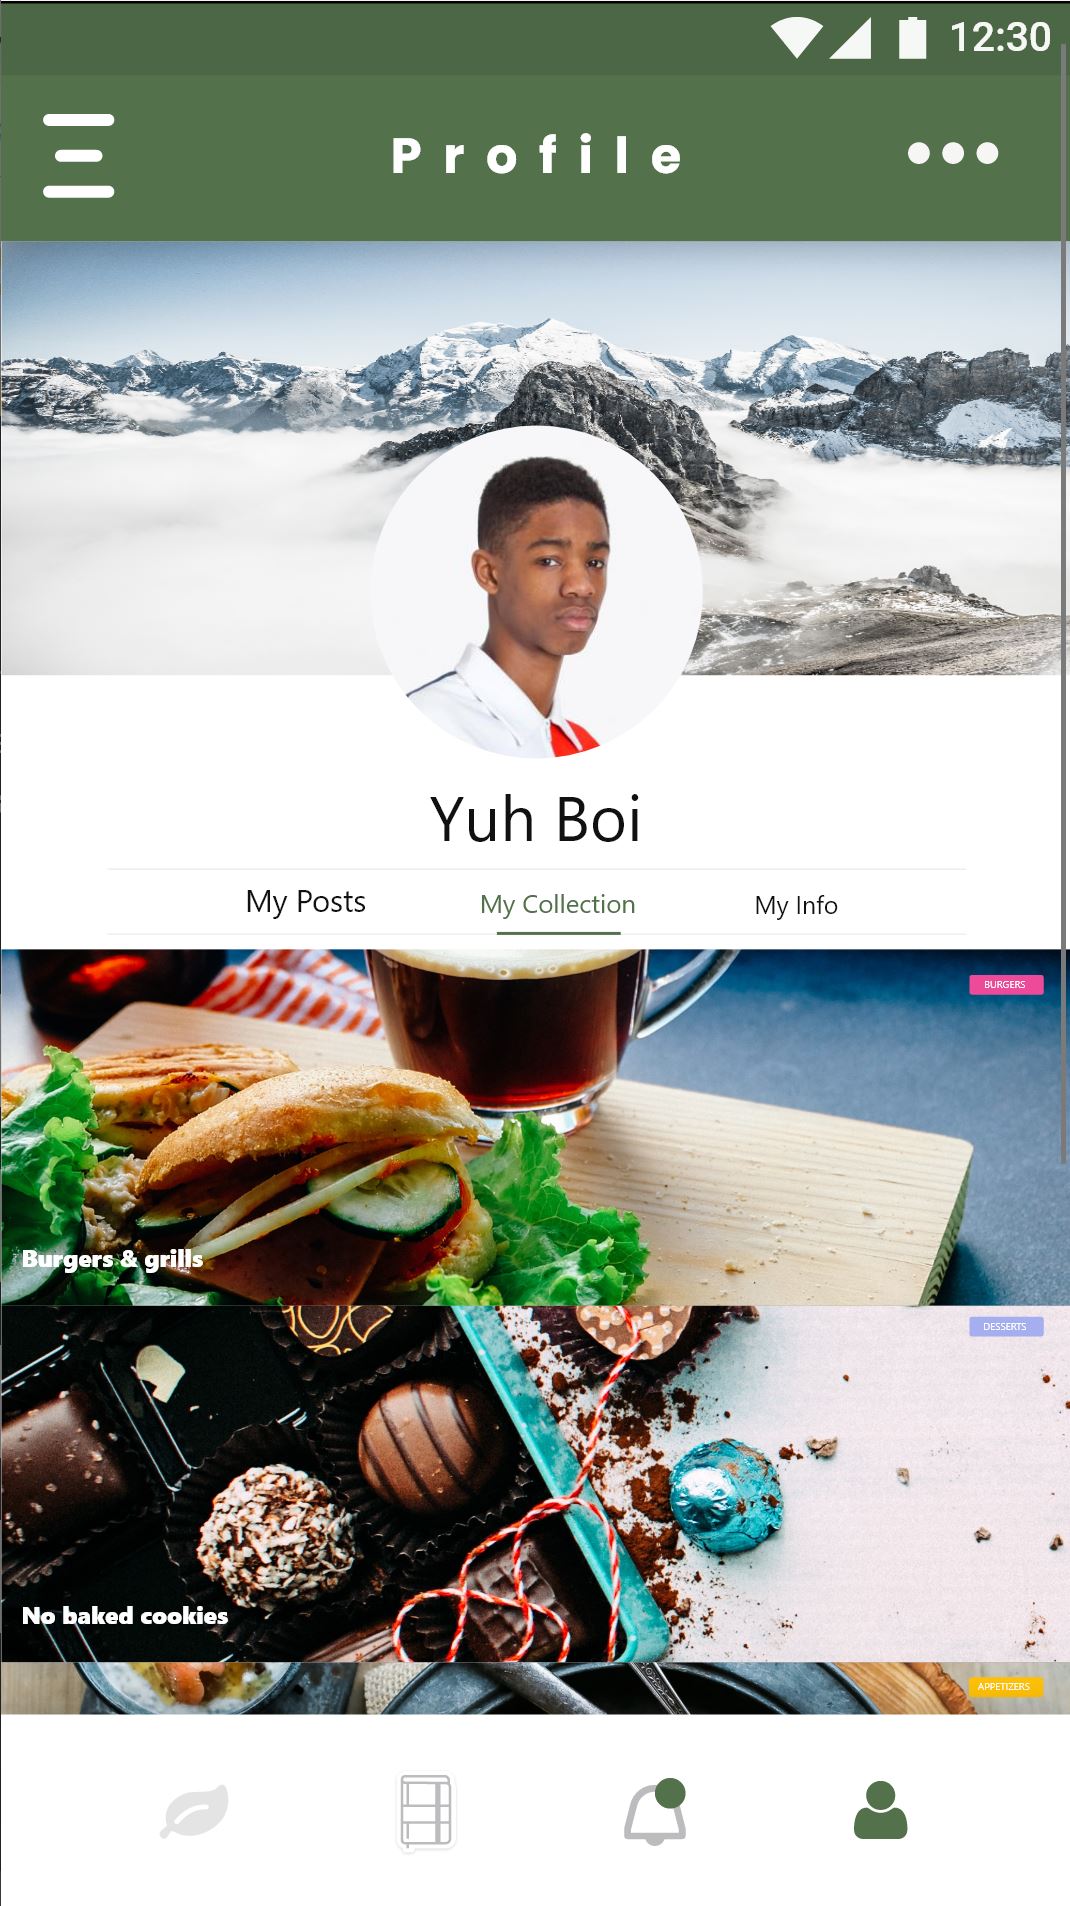 12:30
Profile
Yuh Boi
My Posts My Collection My Info
BURGERS
Burgers & grills
DESSERTS
No baked cookies
APPETIZERS